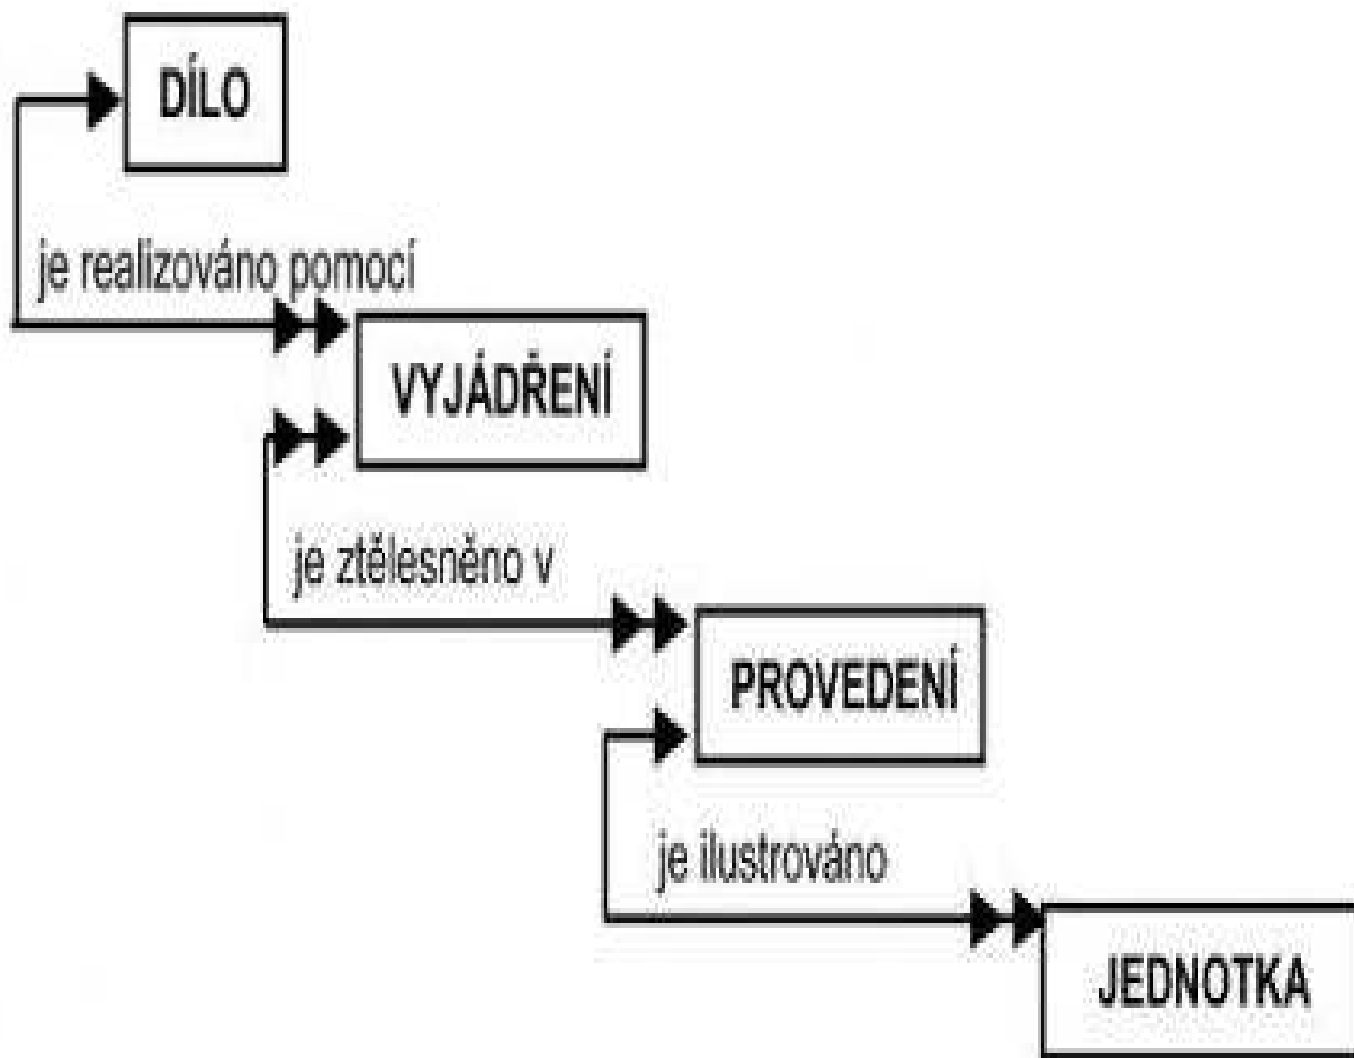 DÍLO
je realizováno pomocí
VYJÁDŘENÍ
je ztělesněno v
PROVEDENÍ
je ilustrováno
JEDNOTKA